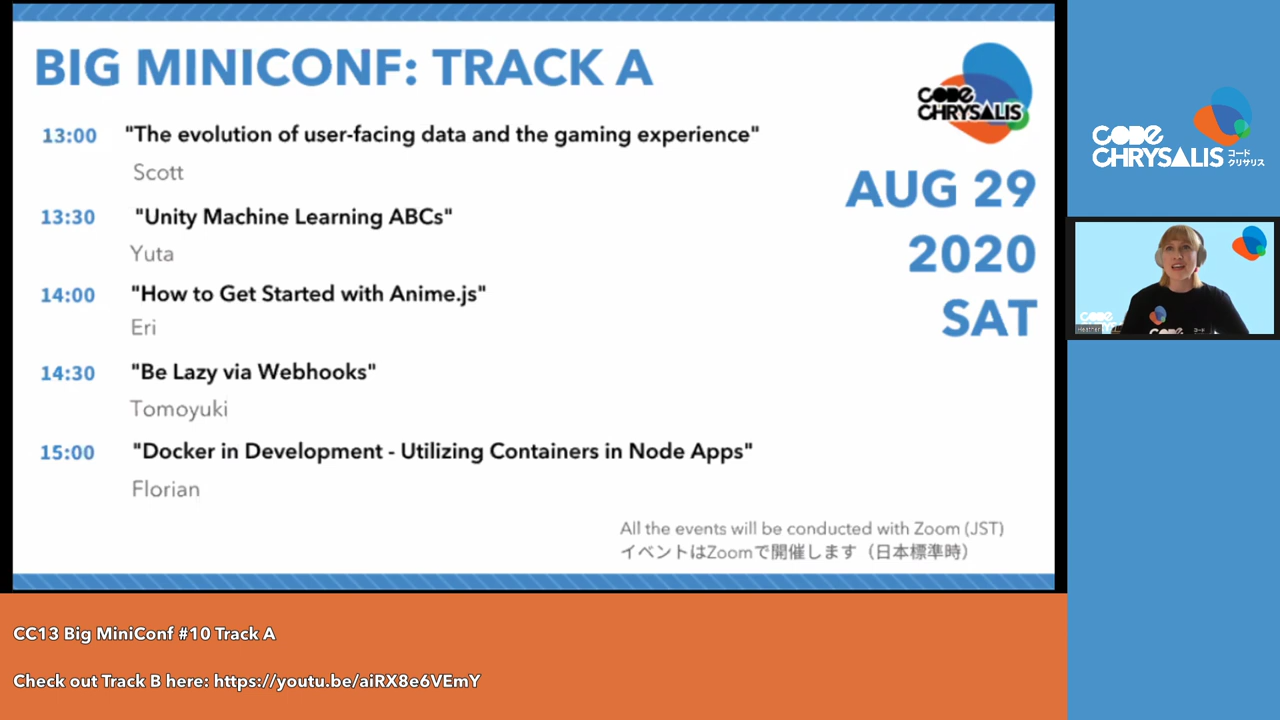 BIG MINICONF: TRACK A
13:00 "The evolution of user-facing data and the gaming experience"
Scott
13:30 "Unity Machine Learning ABCs"
Yuta
14:00 "How to Get Started with Anime.js"
Eri
14:30 "Be Lazy via Webhooks"
Tomoyuki
15:00 "Docker in Development - Utilizing Containers in Node Apps"
Florian
CODE
CHRYSALIS
AUG 29
2020
SAT
All the events will be conducted with Zoom (JST)
イベントはZoomで開催します（日本標準時）
CODE
CHRYSALIS
コード
クリサリス
CC13 Big MiniConf #10 Track A
Check out Track B here: https://youtu.be/aiRX8e6VEmY